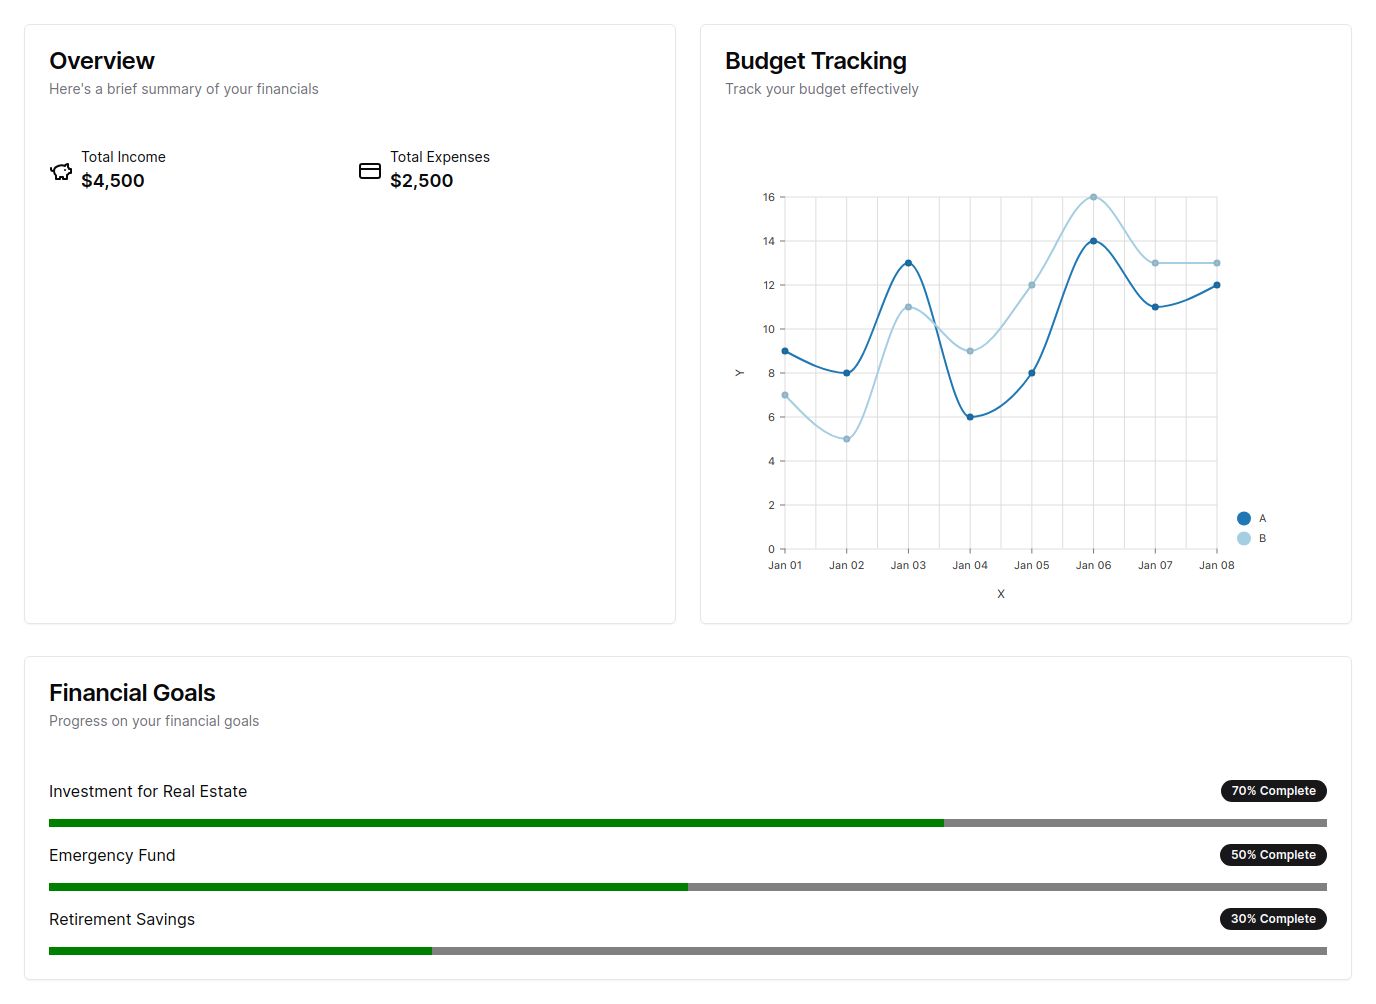 Overview
Here's a brief summary of your financials
Total Income
$4,500
Total Expenses
$2,500
Budget Tracking
Track your budget effectively
16
14
12
10
8
6
4
2
0
Y
Jan 01 Jan 02 Jan 03 Jan 04 Jan 05 Jan 06 Jan 07 Jan 08
X
A
B
Financial Goals
Progress on your financial goals
Investment for Real Estate 70% Complete
Emergency Fund 50% Complete
Retirement Savings 30% Complete